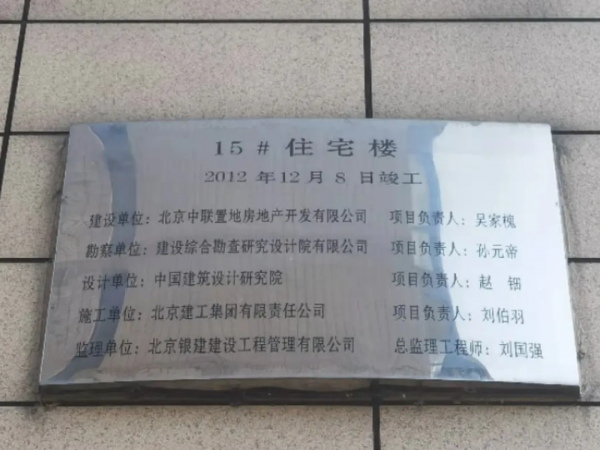 15# 住宅楼
2012年12月8日竣工
建设单位：北京中联置地房地产开发有限公司 项目负责人：吴家槐
勘察单位：建设综合勘查研究设计院有限公司 项目负责人：孙元帝
设计单位：中国建筑设计研究院 项目负责人：赵 钿
施工单位：北京建工集团有限责任公司 项目负责人：刘伯羽
监理单位：北京银建建设工程管理有限公司 总监理工程师：刘国强